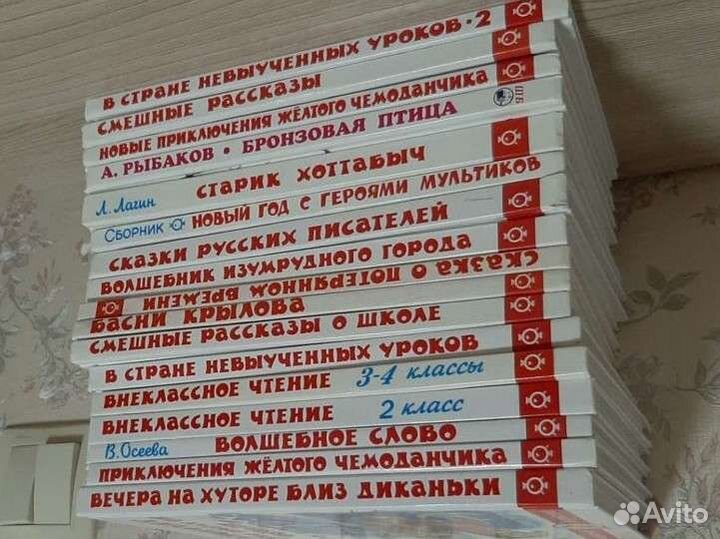 В СТРАНЕ НЕВЫУЧЕННЫХ УРОКОВ · 2
СМЕШНЫЕ РАССКАЗЫ
НОВЫЕ ПРИКЛЮЧЕНИЯ ЖЁЛТОГО ЧЕМОДАНЧИКА
А. РЫБАКОВ · БРОНЗОВАЯ ПТИЦА
Л. Лагин СТАРИК ХОТТАБЫЧ
СБОРНИК НОВЫЙ ГОД С ГЕРОЯМИ МУЛЬТИКОВ
СКАЗКИ РУССКИХ ПИСАТЕЛЕЙ
ВОЛШЕБНИК ИЗУМРУДНОГО ГОРОДА
СКАЗКА О ПОТЕРЯННОМ ВРЕМЕНИ
БАСНИ КРЫЛОВА
СМЕШНЫЕ РАССКАЗЫ О ШКОЛЕ
В СТРАНЕ НЕВЫУЧЕННЫХ УРОКОВ
ВНЕКЛАССНОЕ ЧТЕНИЕ 3-4 классы
ВНЕКЛАССНОЕ ЧТЕНИЕ 2 класс
В. Осеева ВОЛШЕБНОЕ СЛОВО
ПРИКЛЮЧЕНИЯ ЖЁЛТОГО ЧЕМОДАНЧИКА
ВЕЧЕРА НА ХУТОРЕ БЛИЗ ДИКАНЬКИ
Avito